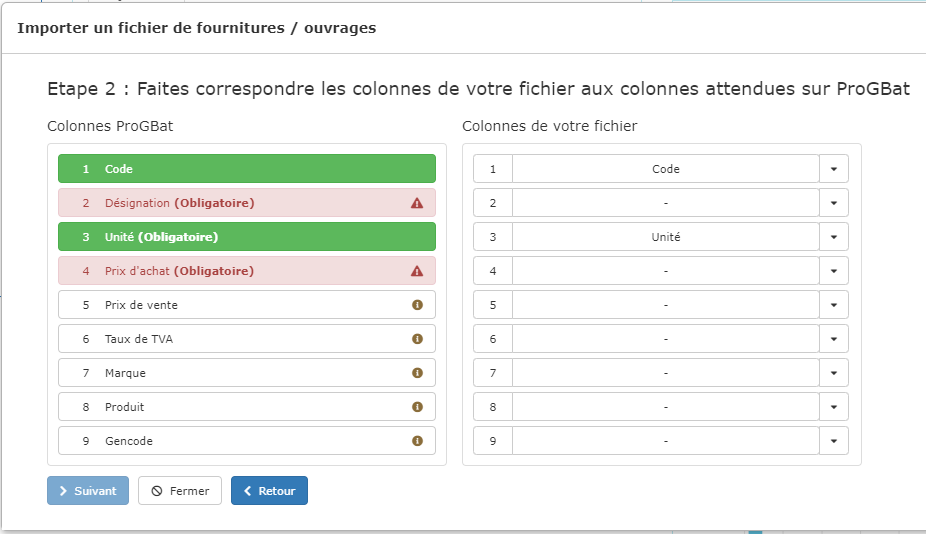 Importer un fichier de fournitures / ouvrages
Etape 2 : Faites correspondre les colonnes de votre fichier aux colonnes attendues sur ProGBat
Colonnes ProGBat
Colonnes de votre fichier
1 Code
1 Code
2 Désignation (Obligatoire)
2 -
3 Unité (Obligatoire)
3 Unité
4 Prix d'achat (Obligatoire)
4 -
5 Prix de vente
5 -
6 Taux de TVA
6 -
7 Marque
7 -
8 Produit
8 -
9 Gencode
9 -
Suivant
Fermer
Retour